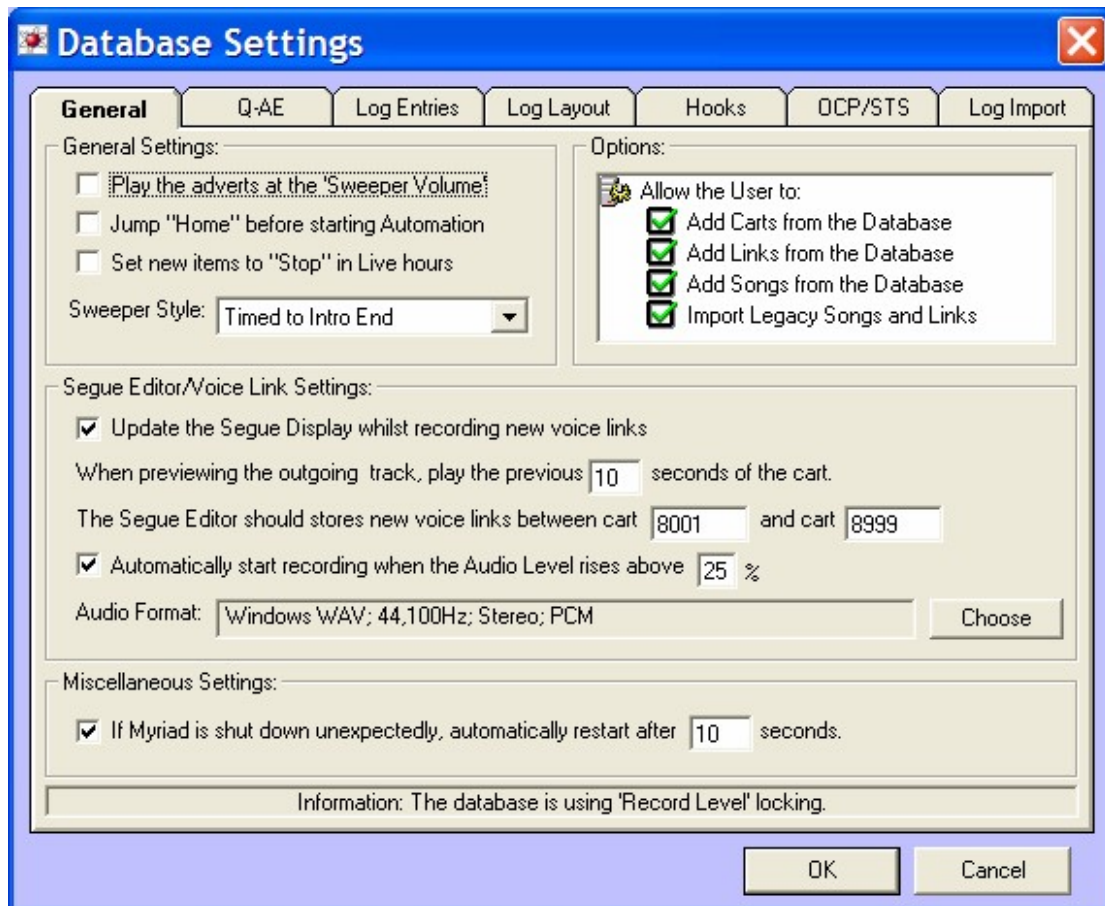 Database Settings
General Q-AE Log Entries Log Layout Hooks OCP/STS Log Import
General Settings:
Play the adverts at the 'Sweeper Volume'
Jump "Home" before starting Automation
Set new items to "Stop" in Live hours
Sweeper Style: Timed to Intro End
Options:
Allow the User to:
Add Carts from the Database
Add Links from the Database
Add Songs from the Database
Import Legacy Songs and Links
Segue Editor/Voice Link Settings:
Update the Segue Display whilst recording new voice links
When previewing the outgoing track, play the previous 10 seconds of the cart.
The Segue Editor should stores new voice links between cart 8001 and cart 8999
Automatically start recording when the Audio Level rises above 25 %
Audio Format: Windows WAV; 44,100Hz; Stereo; PCM Choose
Miscellaneous Settings:
If Myriad is shut down unexpectedly, automatically restart after 10 seconds.
Information: The database is using 'Record Level' locking.
OK Cancel